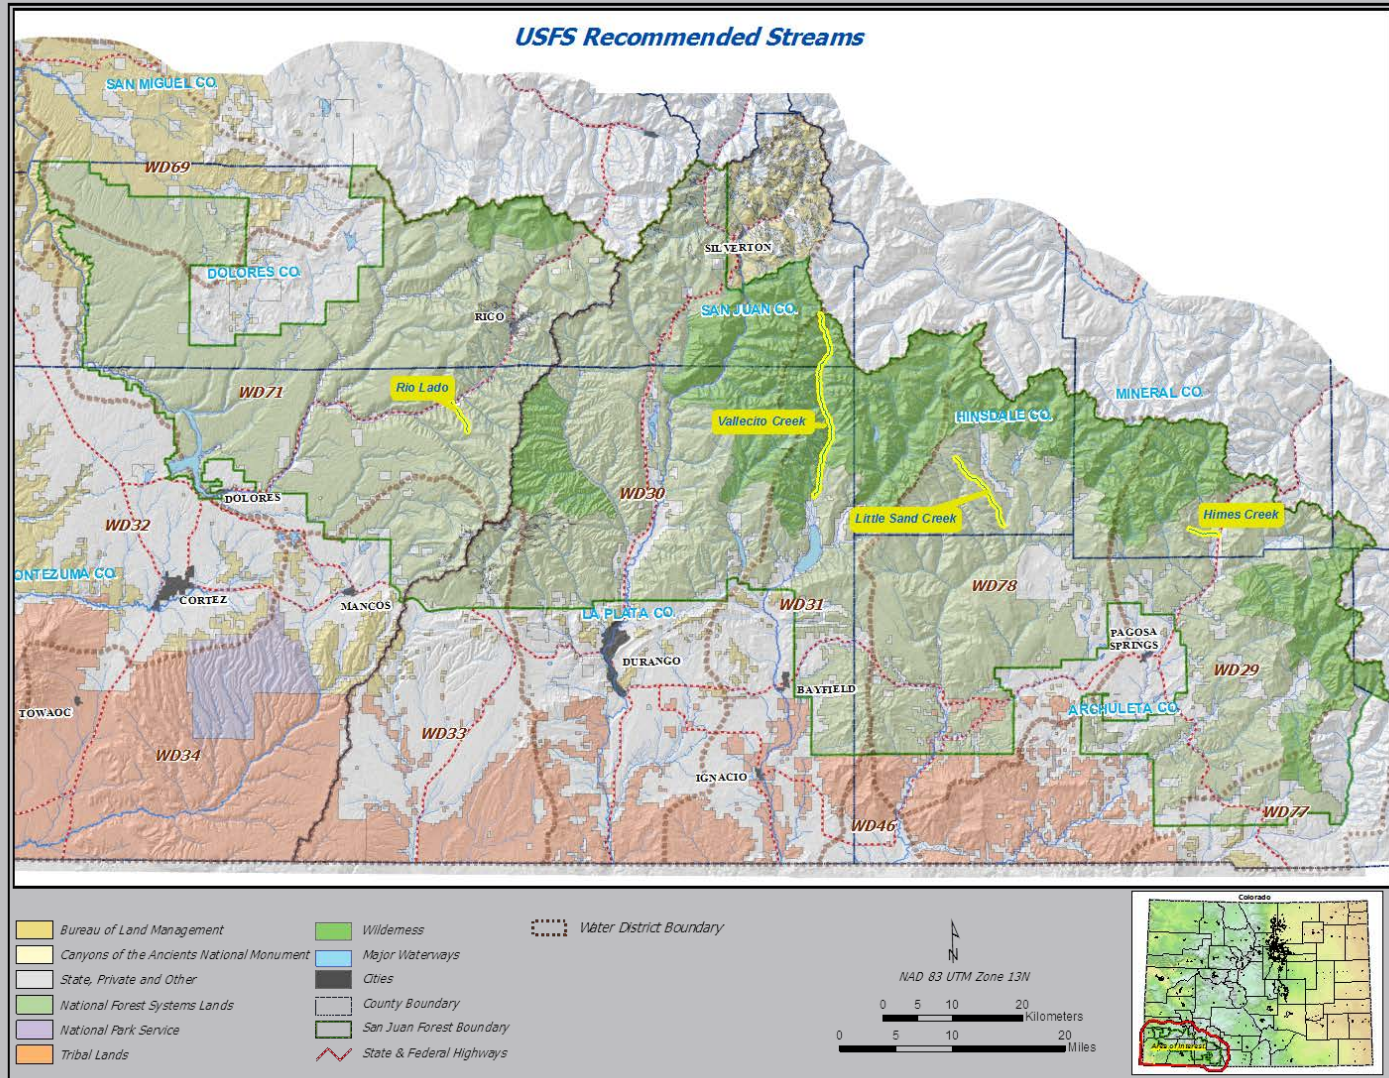 USFS Recommended Streams
SAN MIGUEL CO.
WD69
SILVERTON
DOLORES CO.
RICO
SAN JUAN CO.
WD71
Rio Lado
MINERAL CO.
Vallecito Creek
HINSDALE CO.
WD30
DOLORES
Little Sand Creek
Himes Creek
WD32
ONTEZUMA CO.
CORTEZ
MANCOS
WD78
LA PLATA CO.
WD31
PAGOSA
SPRINGS
DURANGO
WD29
BAYFIELD
TOWAOC
ARCHULETA CO.
WD33
WD34
IGNACIO
WD46
WD77
Bureau of Land Management
Canyons of the Ancients National Monument
State, Private and Other
National Forest Systems Lands
National Park Service
Tribal Lands
Wilderness
Major Waterways
Cities
County Boundary
San Juan Forest Boundary
State & Federal Highways
Water District Boundary
N
NAD 83 UTM Zone 13N
0 5 10 20
Kilometers
0 5 10 20
Miles
Colorado
Area of Interest